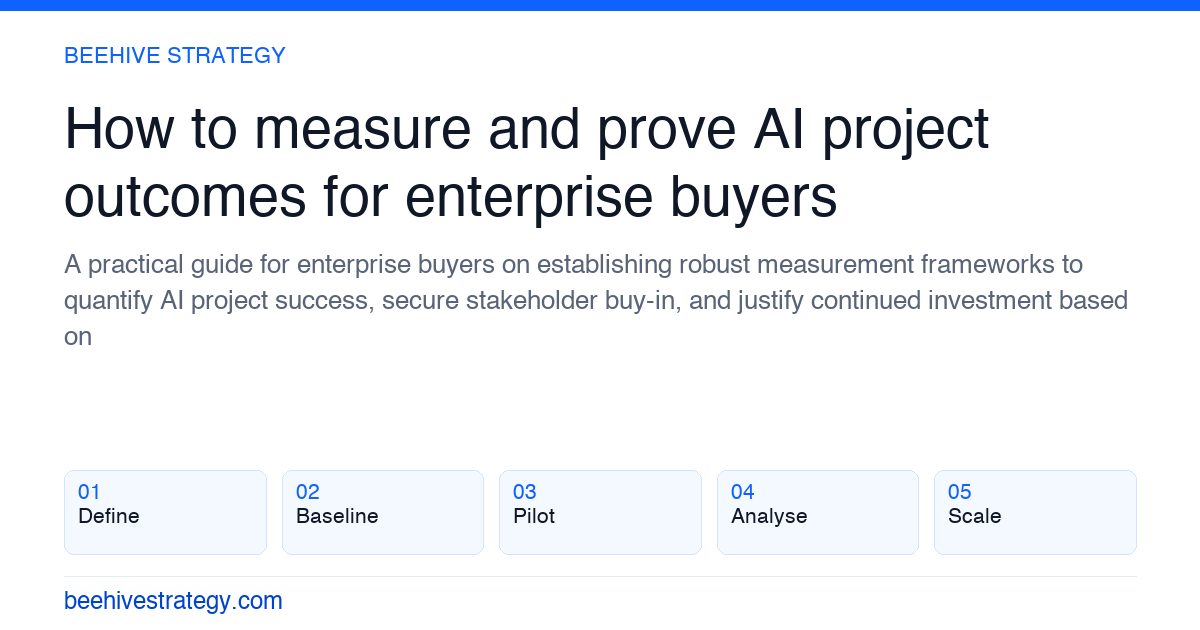 BEEHIVE STRATEGY
How to measure and prove AI project
outcomes for enterprise buyers
A practical guide for enterprise buyers on establishing robust measurement frameworks to
quantify AI project success, secure stakeholder buy-in, and justify continued investment based
on
01
Define
02
Baseline
03
Pilot
04
Analyse
05
Scale
beehivestrategy.com